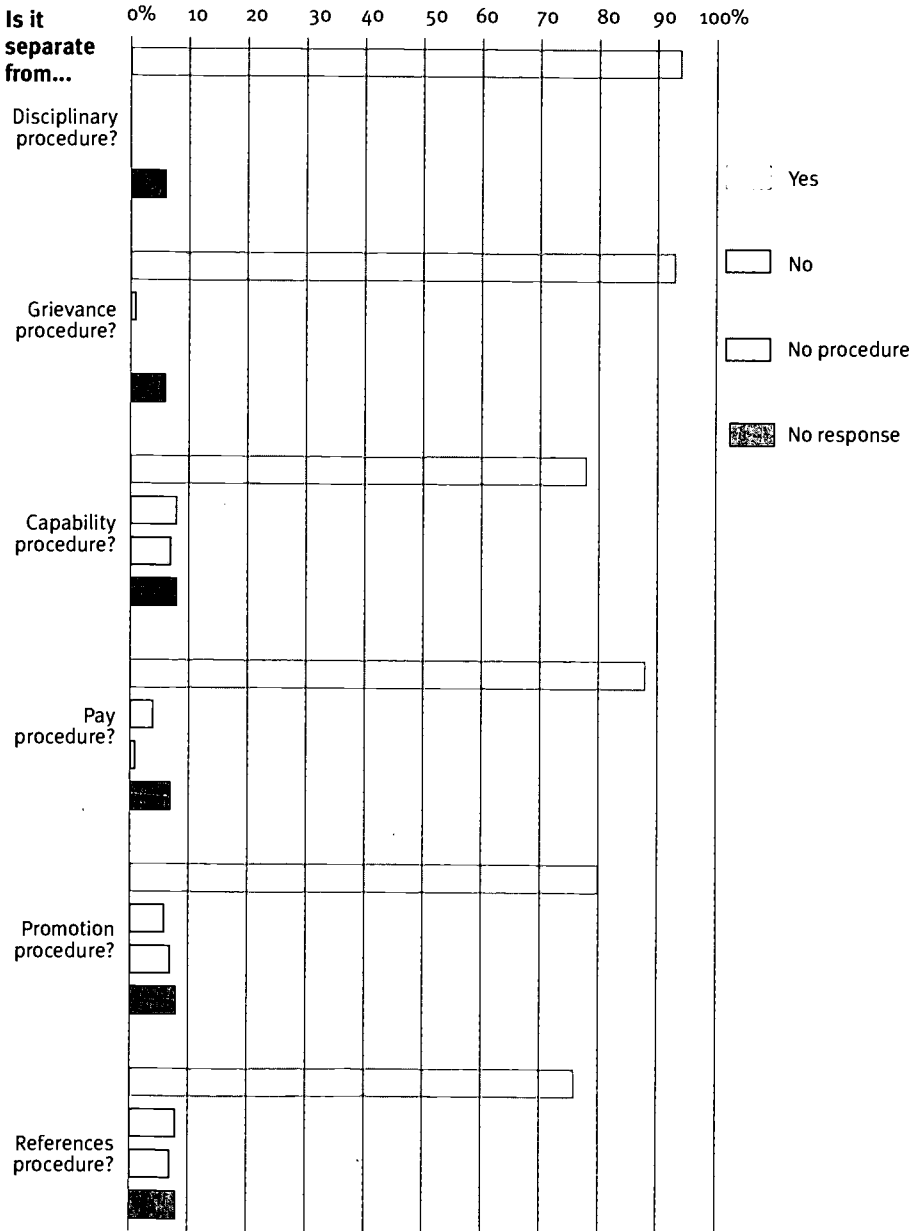 Is it
separate
from...
0% 10 20 30 40 50 60 70 80 90 100%
Disciplinary
procedure?
Grievance
procedure?
Capability
procedure?
Pay
procedure?
Promotion
procedure?
References
procedure?
Yes
No
No procedure
No response